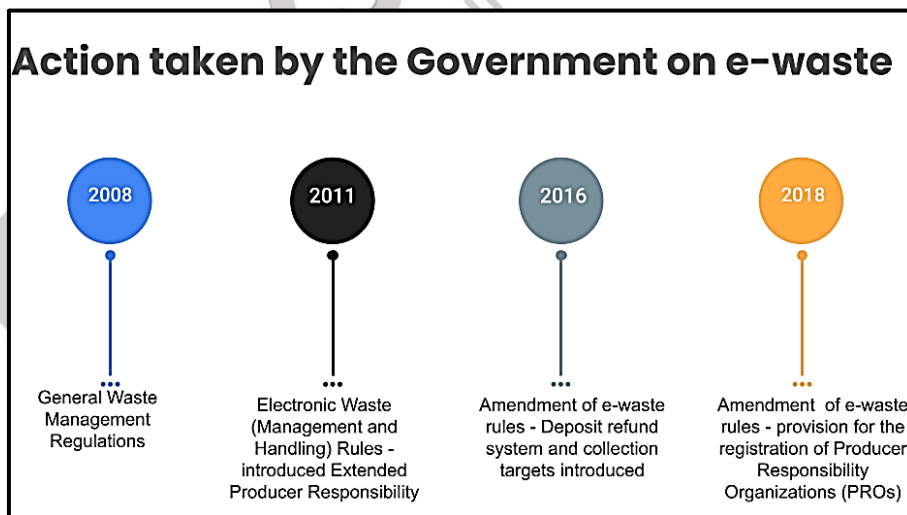 Action taken by the Government on e-waste
2008
2011
2016
2018
General Waste
Management
Regulations
Electronic Waste
(Management and
Handling) Rules -
introduced Extended
Producer Responsibility
Amendment of e-waste
rules - Deposit refund
system and collection
targets introduced
Amendment of e-waste
rules - provision for the
registration of Producer
Responsibility
Organizations (PROs)